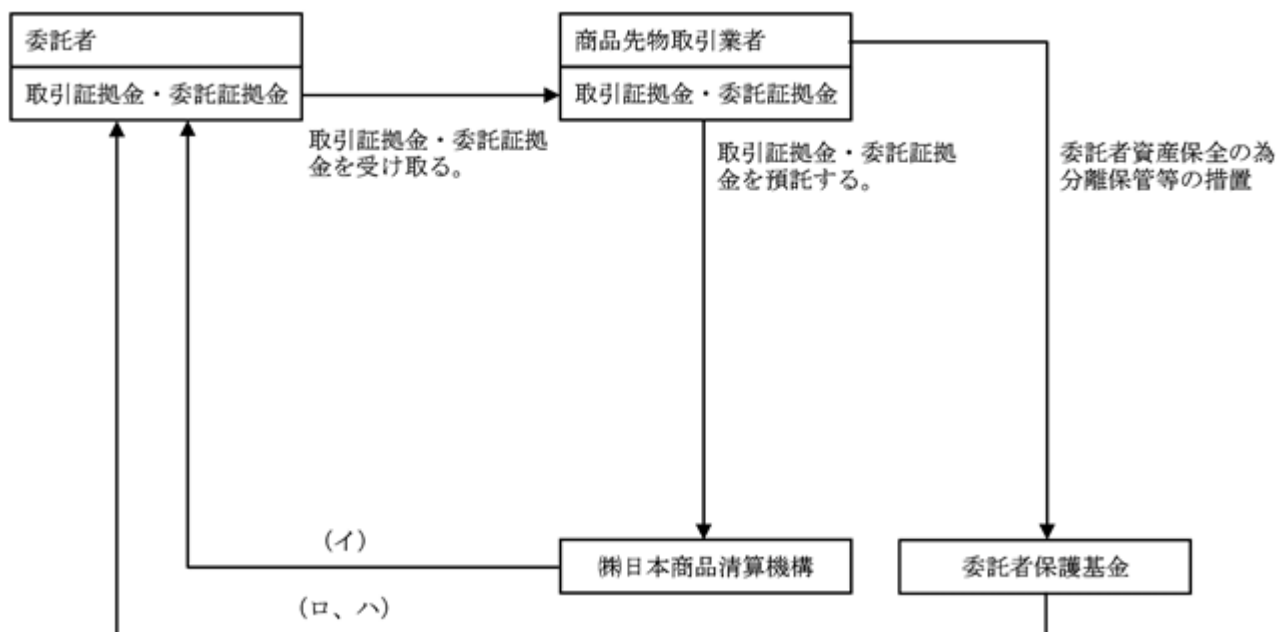 委託者
取引証拠金・委託証拠金
取引証拠金・委託証拠
金を受け取る。
商品先物取引業者
取引証拠金・委託証拠金
取引証拠金・委託証拠
金を預託する。
委託者資産保全の為
分離保管等の措置
(イ)
㈱日本商品清算機構
委託者保護基金
(ロ、ハ)